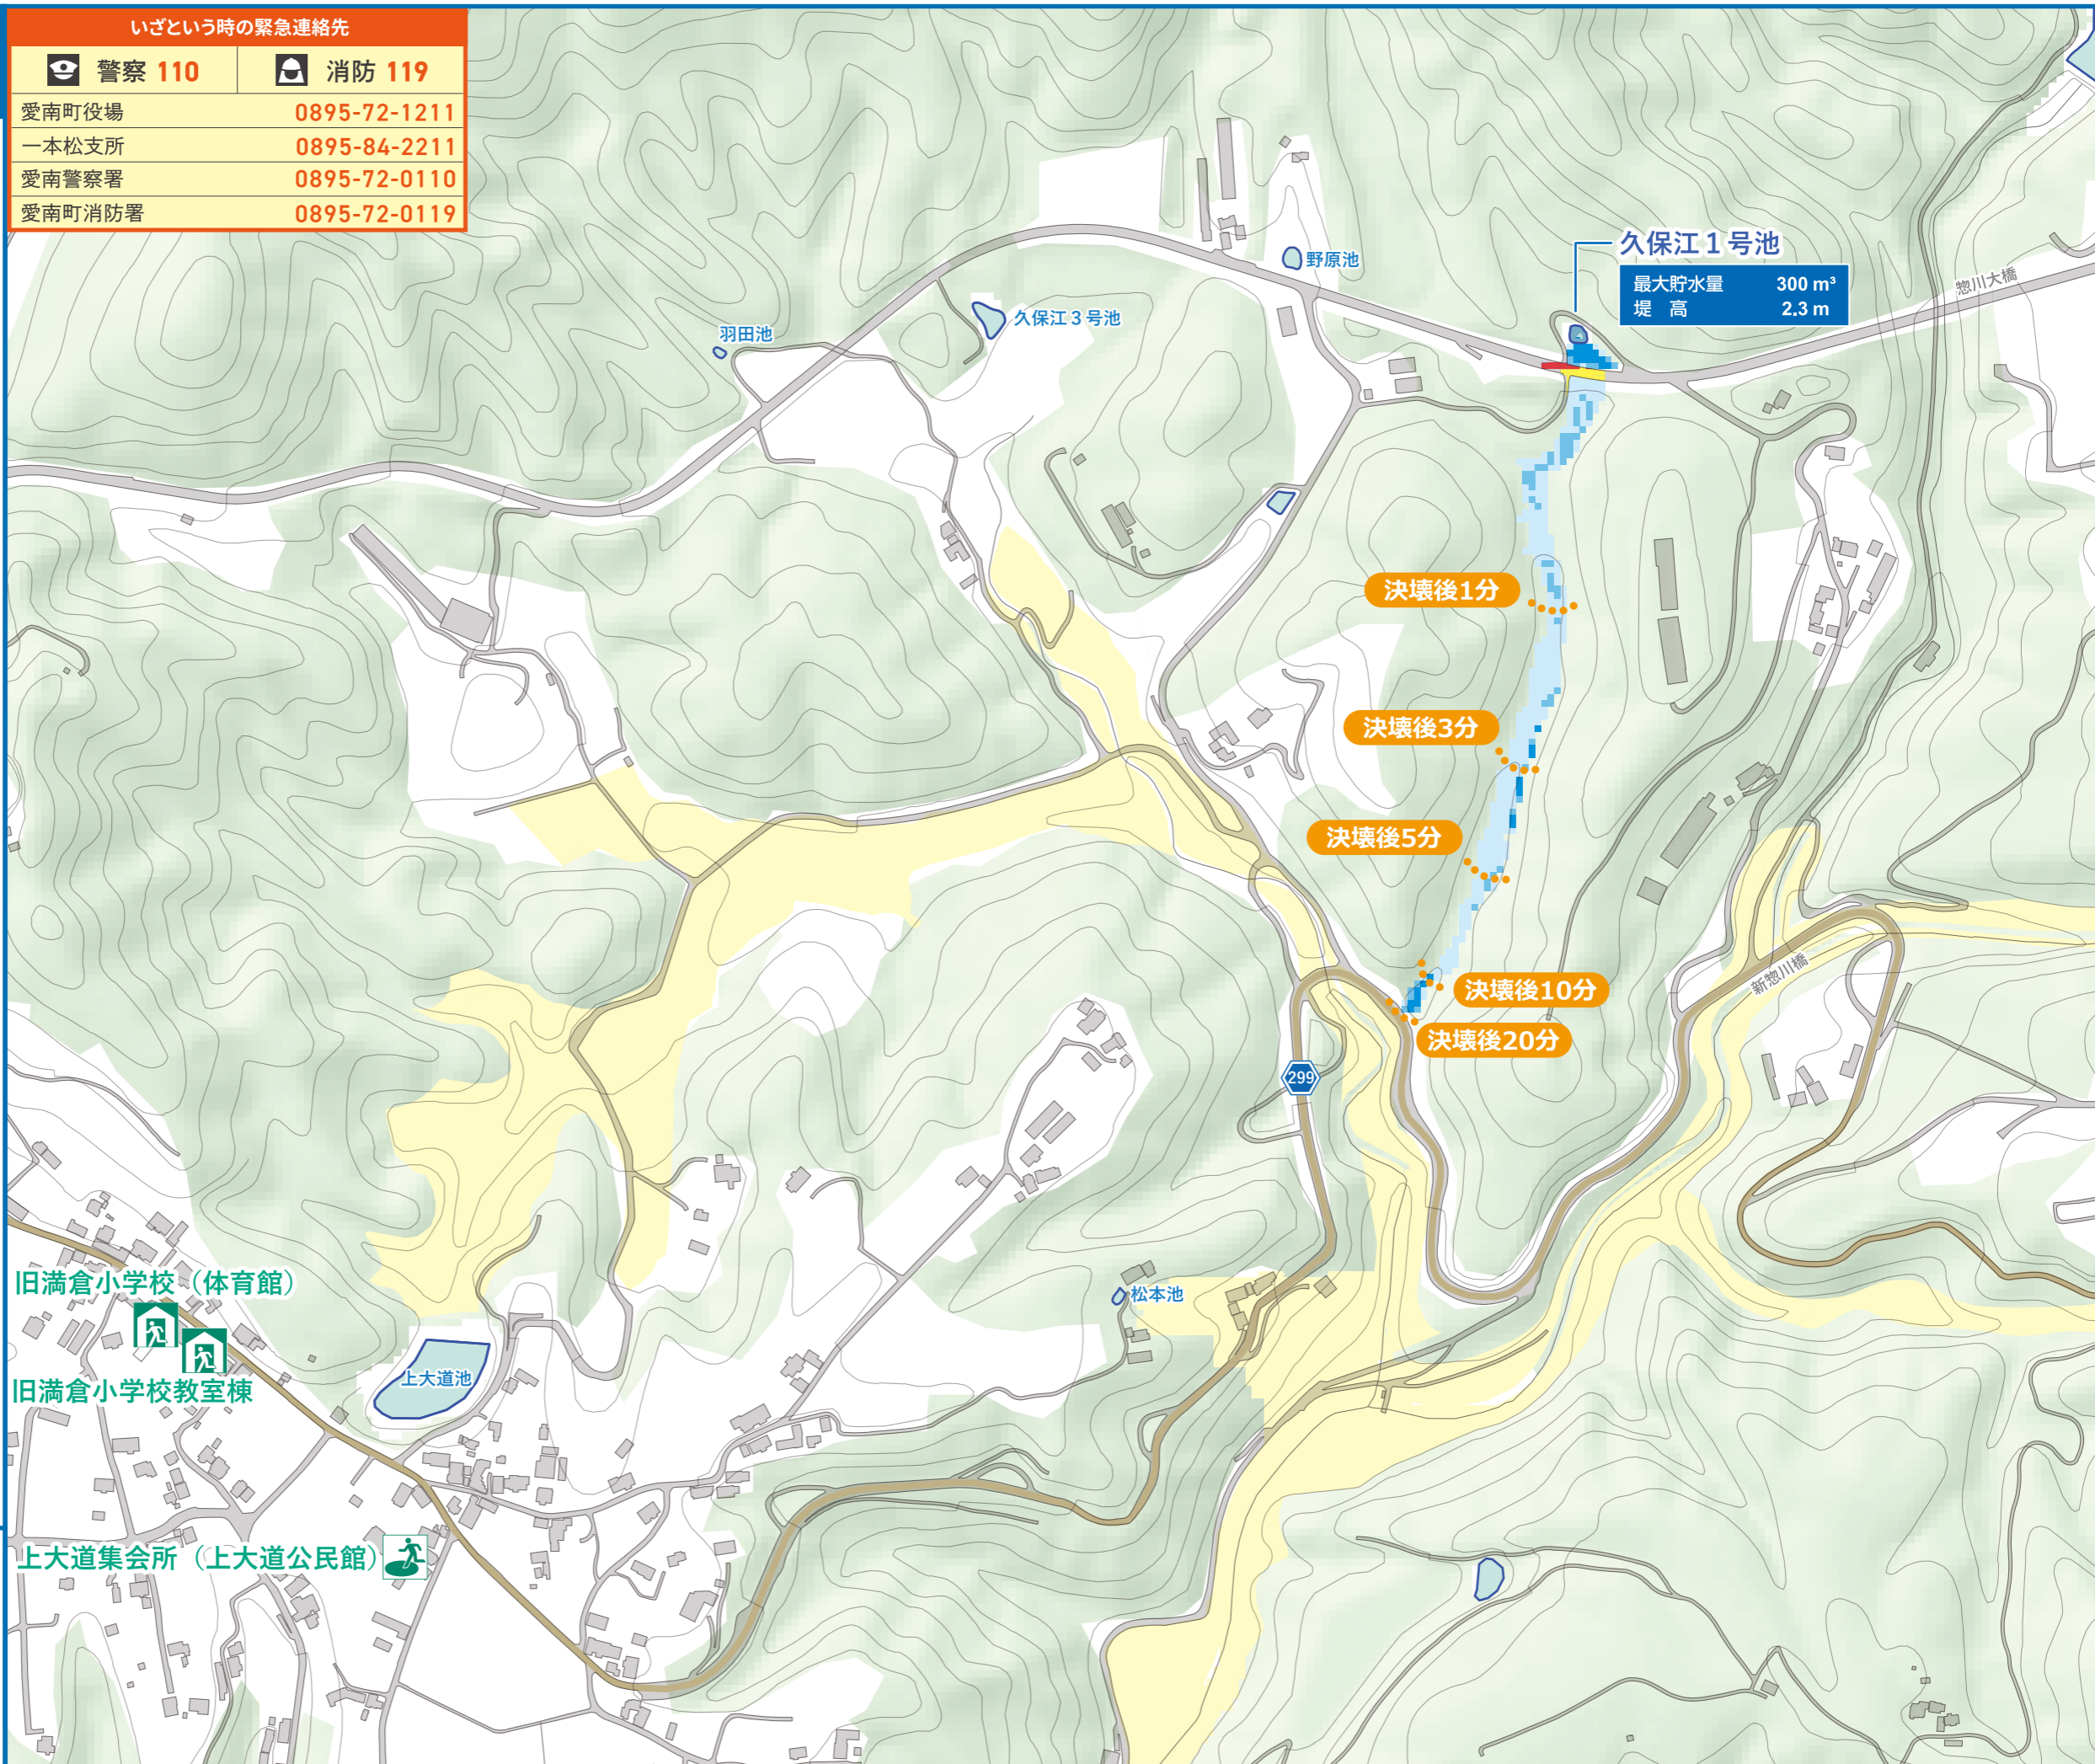 いざという時の緊急連絡先
警察 110 消防 119
愛南町役場 0895-72-1211
一本松支所 0895-84-2211
愛南警察署 0895-72-0110
愛南町消防署 0895-72-0119
久保江1号池
最大貯水量 300 m³
堤 高 2.3 m
惣川大橋
野原池
久保江3号池
羽田池
決壊後1分
決壊後3分
決壊後5分
決壊後10分
決壊後20分
新惣川橋
299
松本池
旧満倉小学校（体育館）
旧満倉小学校教室棟
上大道池
上大道集会所（上大道公民館）